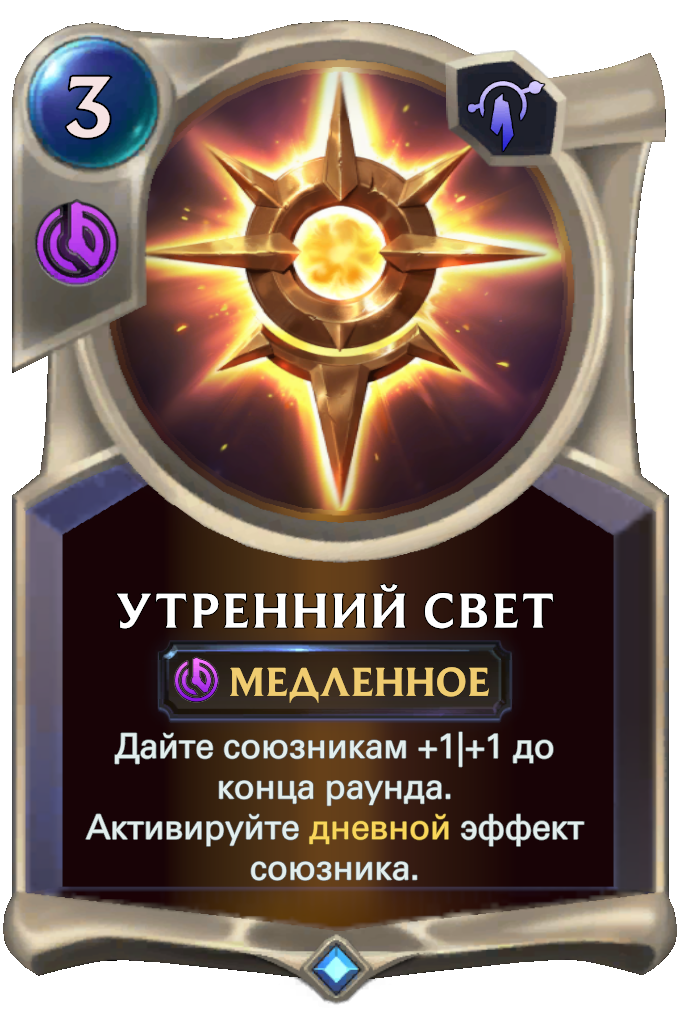 3
УТРЕННИЙ СВЕТ
МЕДЛЕННОЕ
Дайте союзникам +1|+1 до
конца раунда.
Активируйте дневной эффект
союзника.